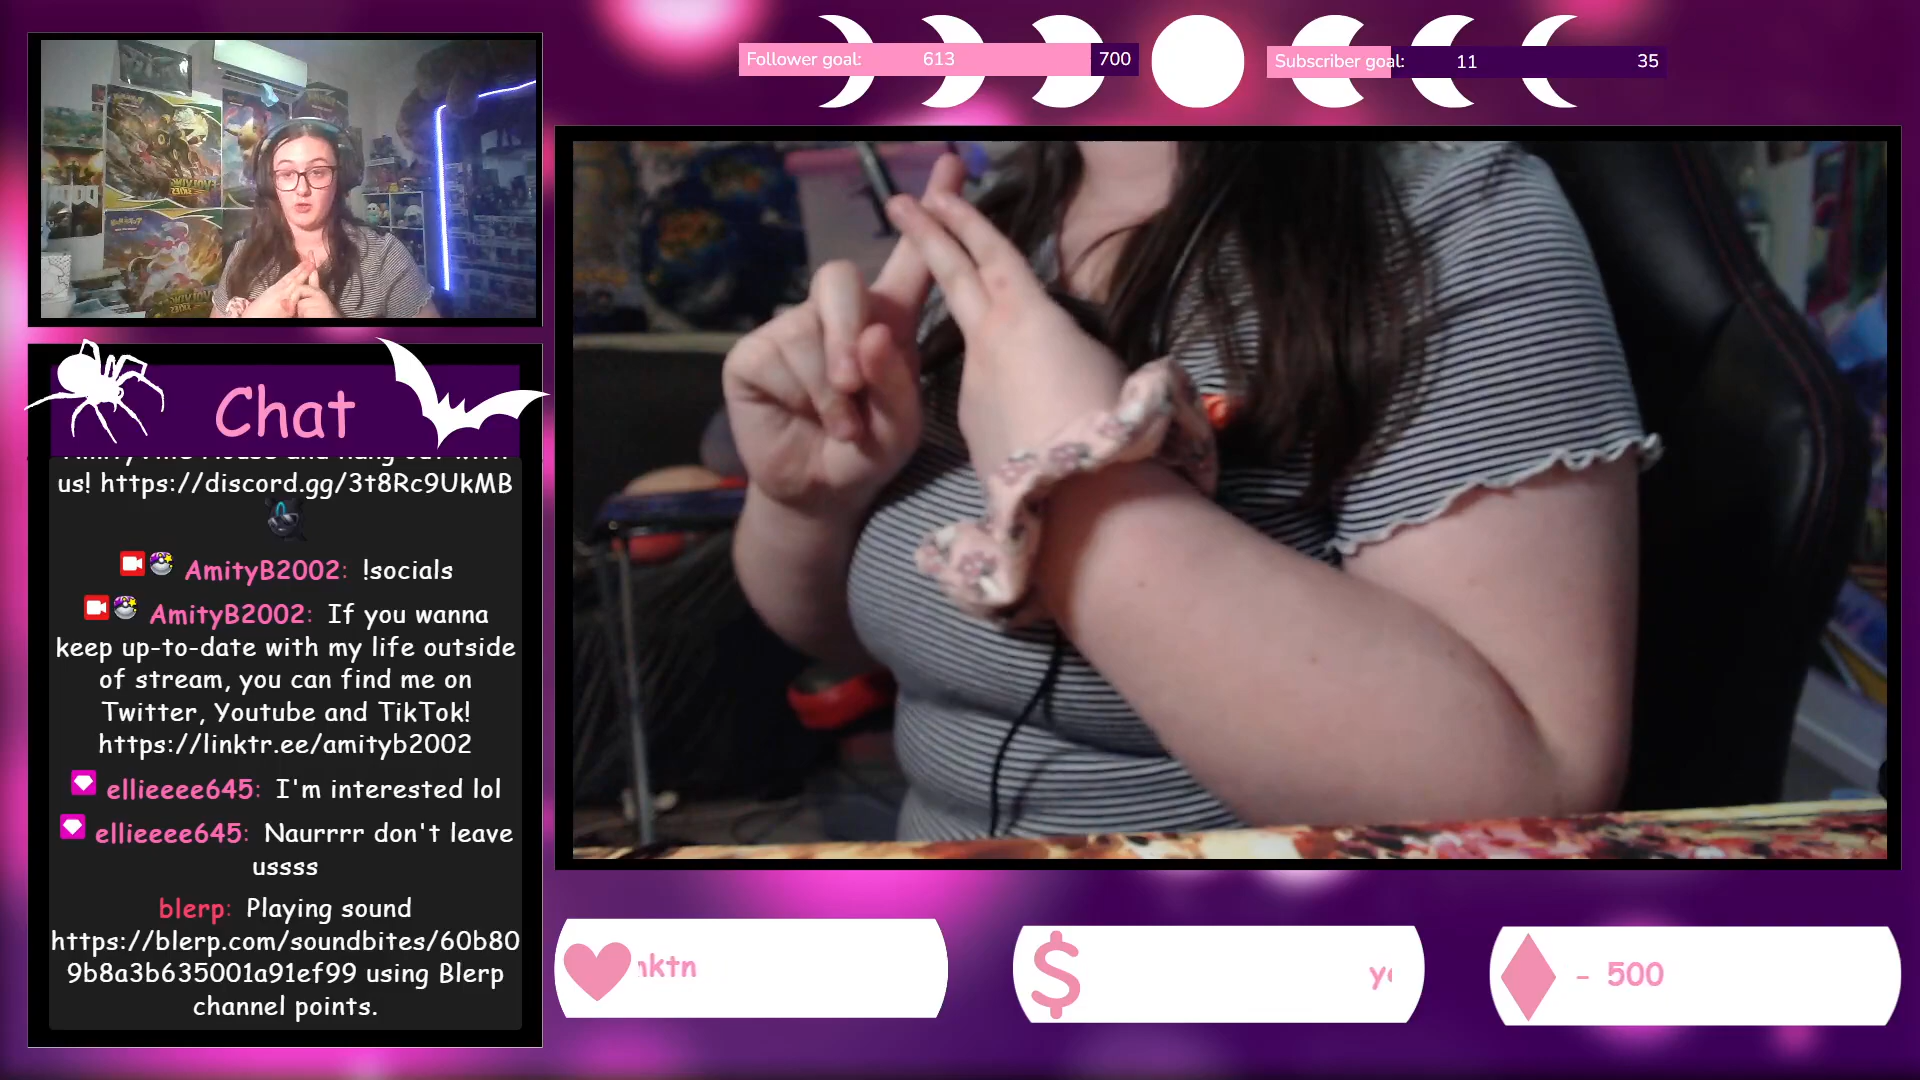 Follower goal: 613 700
Subscriber goal: 11 35
Chat
us! https://discord.gg/3t8Rc9UkMB
AmityB2002: !socials
AmityB2002: If you wanna
keep up-to-date with my life outside
of stream, you can find me on
Twitter, Youtube and TikTok!
https://linktr.ee/amityb2002
ellieeee645: I'm interested lol
ellieeee645: Naurrrr don't leave
ussss
blerp: Playing sound
https://blerp.com/soundbites/60b80
9b8a3b635001a91ef99 using Blerp
channel points.
nktn
$
- 500